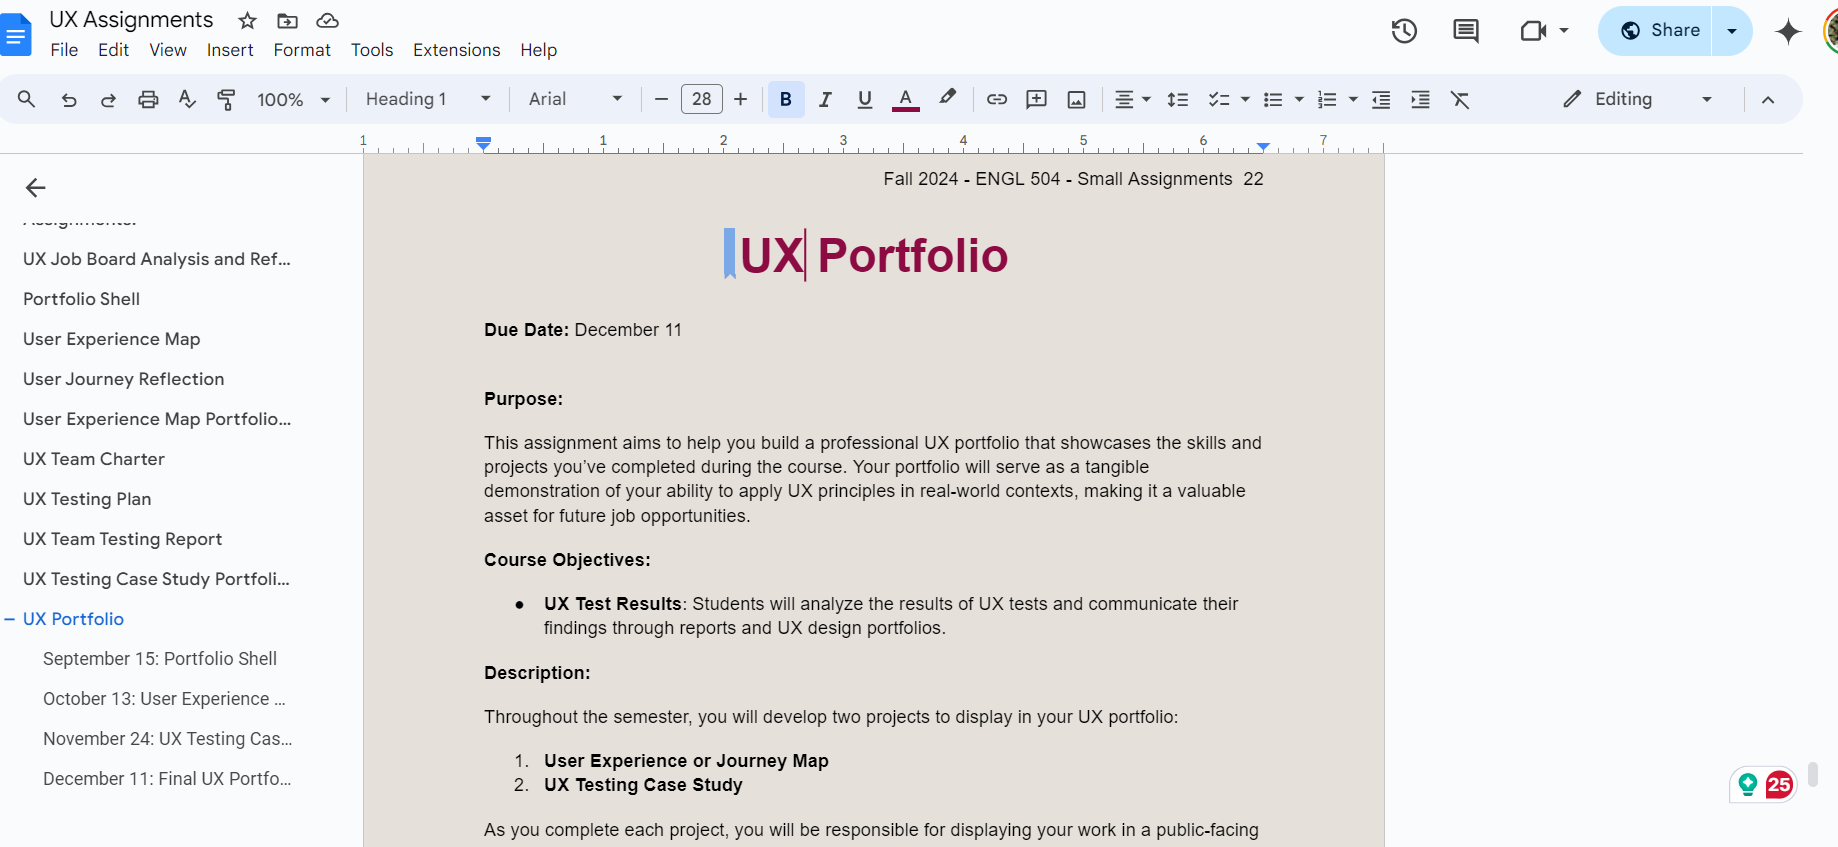 UX Assignments
File Edit View Insert Format Tools Extensions Help
Share
100% Heading 1 Arial 28 B I U A Editing
1 1 2 3 4 5 6 7
Fall 2024 - ENGL 504 - Small Assignments 22
UX Job Board Analysis and Ref...
Portfolio Shell
User Experience Map
User Journey Reflection
User Experience Map Portfolio...
UX Team Charter
UX Testing Plan
UX Team Testing Report
UX Testing Case Study Portfoli...
UX Portfolio
September 15: Portfolio Shell
October 13: User Experience ...
November 24: UX Testing Cas...
December 11: Final UX Portfo...
UX Portfolio
Due Date: December 11
Purpose:
This assignment aims to help you build a professional UX portfolio that showcases the skills and
projects you've completed during the course. Your portfolio will serve as a tangible
demonstration of your ability to apply UX principles in real-world contexts, making it a valuable
asset for future job opportunities.
Course Objectives:
● UX Test Results: Students will analyze the results of UX tests and communicate their
findings through reports and UX design portfolios.
Description:
Throughout the semester, you will develop two projects to display in your UX portfolio:
1. User Experience or Journey Map
2. UX Testing Case Study
As you complete each project, you will be responsible for displaying your work in a public-facing
25